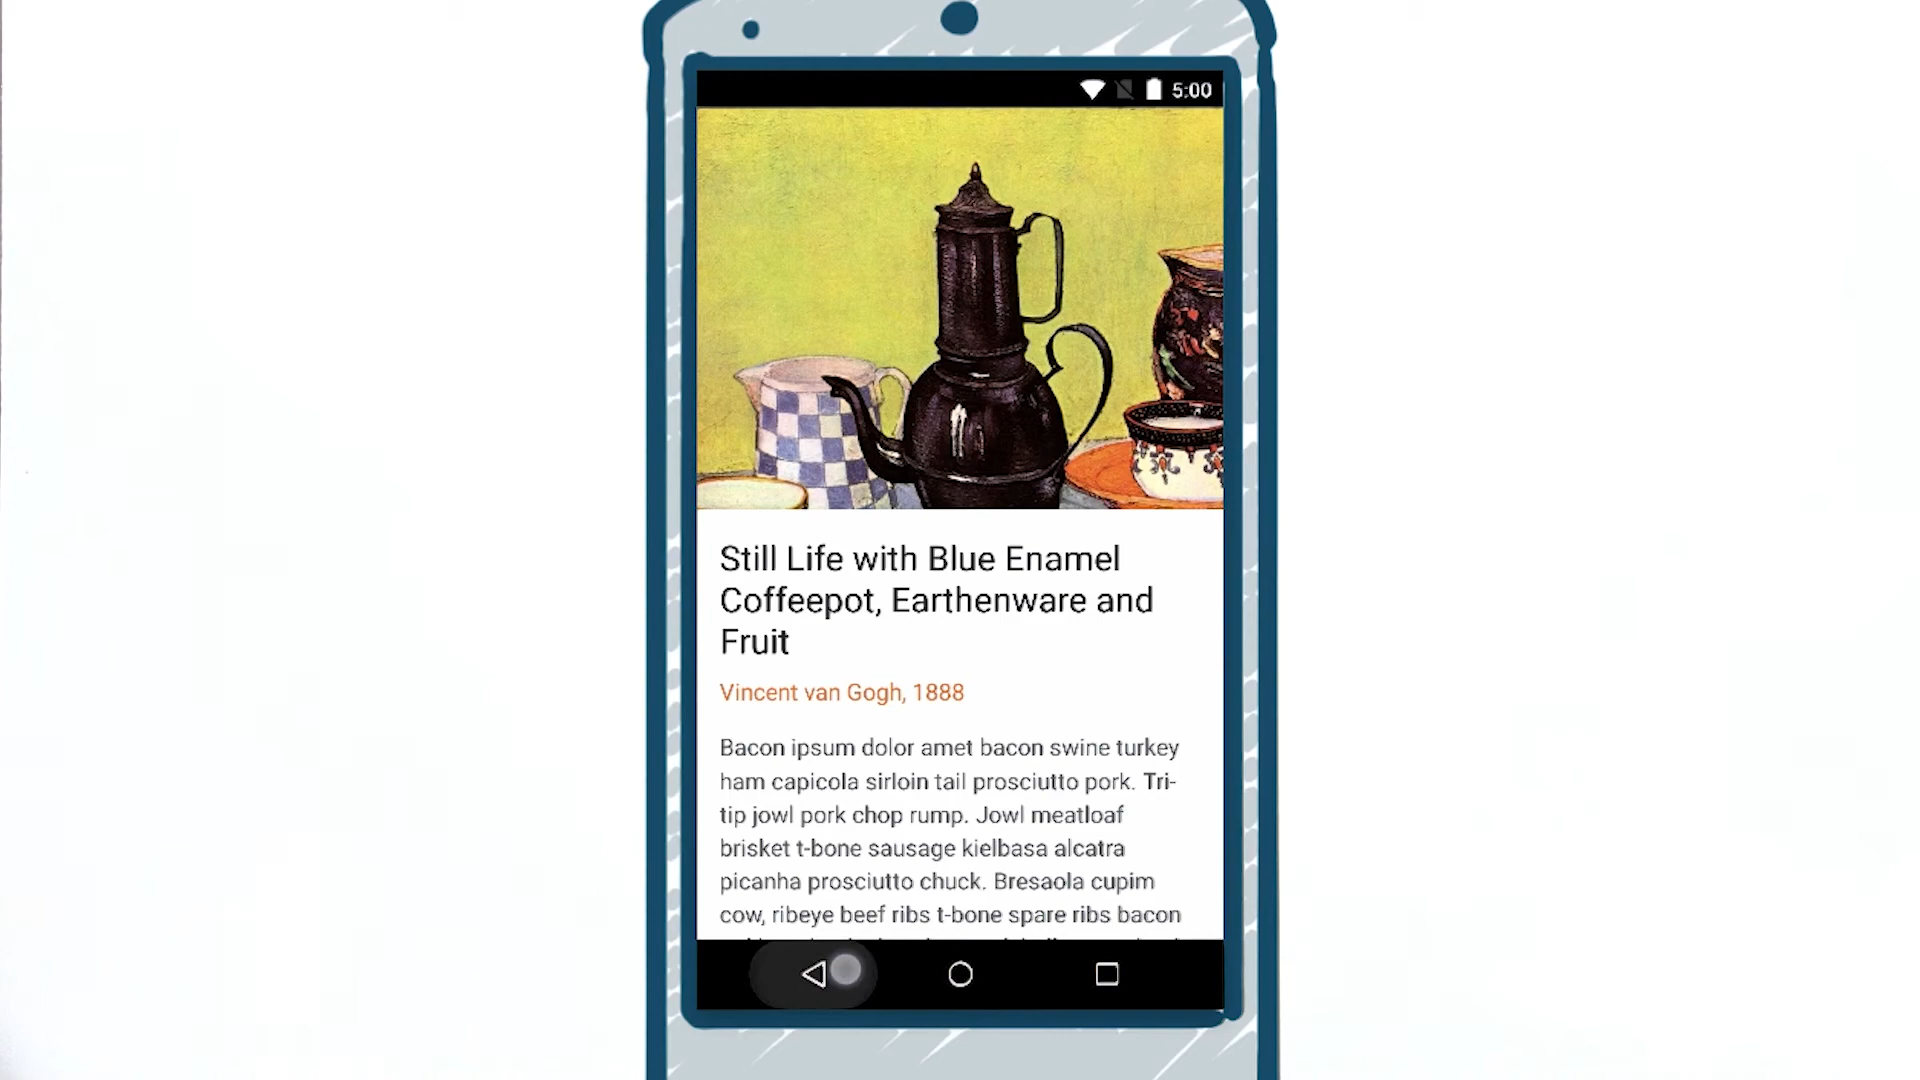 5:00
Still Life with Blue Enamel
Coffeepot, Earthenware and
Fruit
Vincent van Gogh, 1888
Bacon ipsum dolor amet bacon swine turkey
ham capicola sirloin tail prosciutto pork. Tri-
tip jowl pork chop rump. Jowl meatloaf
brisket t-bone sausage kielbasa alcatra
picanha prosciutto chuck. Bresaola cupim
cow, ribeye beef ribs t-bone spare ribs bacon